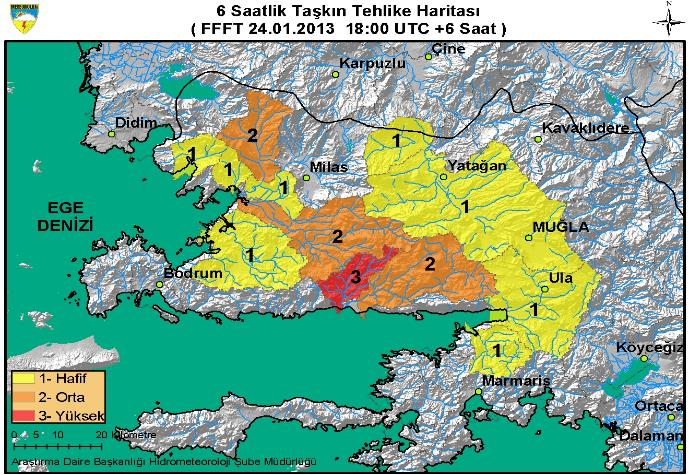 6 Saatlik Taşkın Tehlike Haritası
( FFFT 24.01.2013 18:00 UTC +6 Saat )
N
Çine
Karpuzlu
Didim
Kavaklıdere
2
1
1
1
1
Milas
Yatağan
1
EGE
DENİZİ
2
MUĞLA
1
2
3
Bodrum
Ula
1
1
Köyceğiz
Marmaris
1- Hafif
2- Orta
3- Yüksek
Ortaca
0 5 10 20 kilometre
Dalaman
Araştırma Daire Başkanlığı Hidrometeoroloji Şube Müdürlüğü